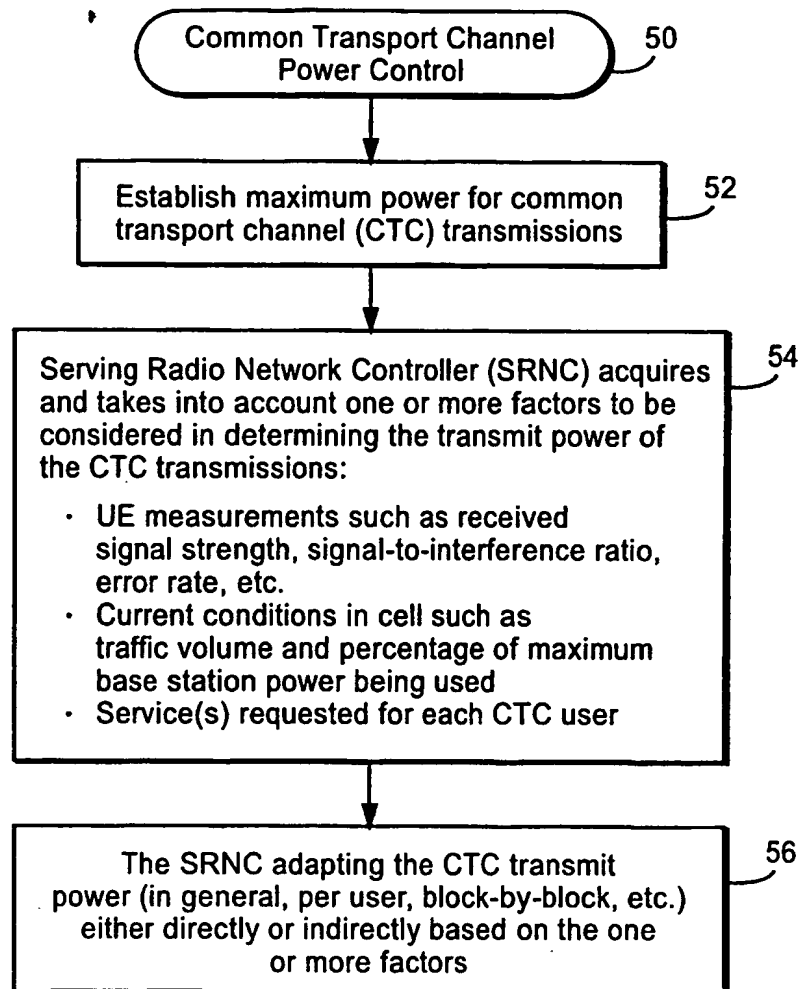 Common Transport Channel
Power Control
50
Establish maximum power for common
transport channel (CTC) transmissions
52
Serving Radio Network Controller (SRNC) acquires
and takes into account one or more factors to be
considered in determining the transmit power of
the CTC transmissions:
· UE measurements such as received
signal strength, signal-to-interference ratio,
error rate, etc.
· Current conditions in cell such as
traffic volume and percentage of maximum
base station power being used
· Service(s) requested for each CTC user
54
The SRNC adapting the CTC transmit
power (in general, per user, block-by-block, etc.)
either directly or indirectly based on the one
or more factors
56